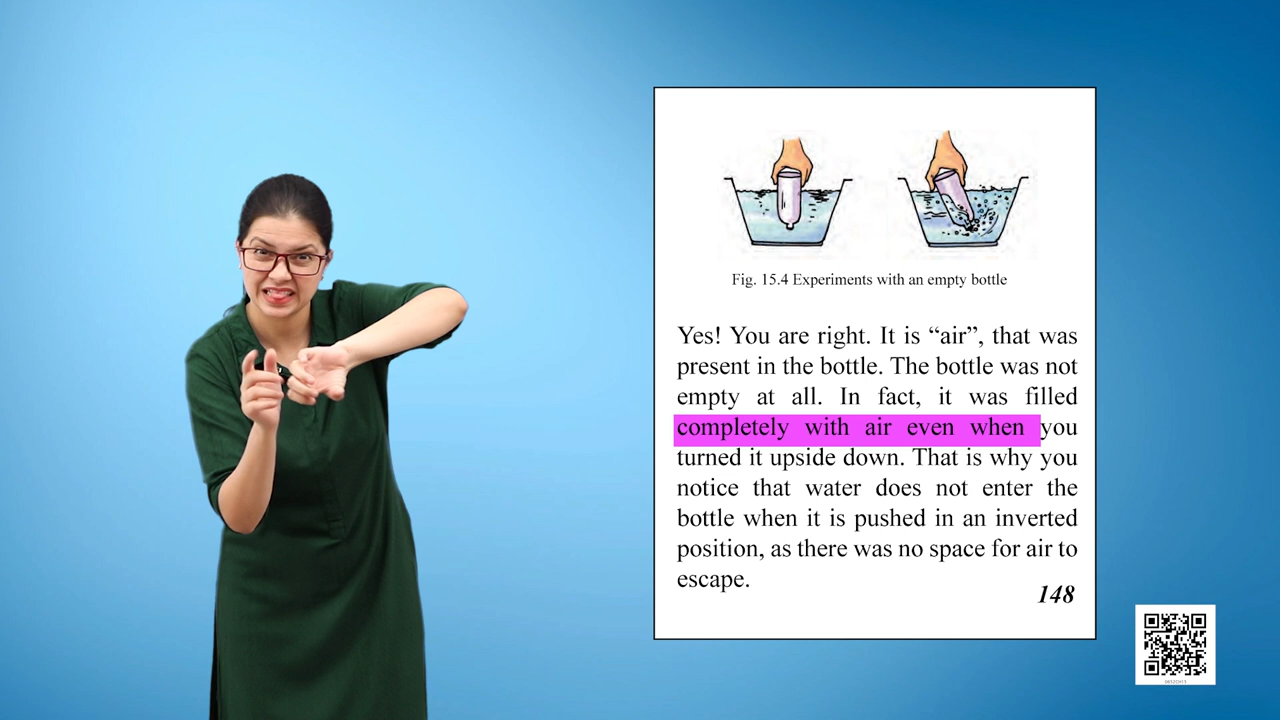 Fig. 15.4 Experiments with an empty bottle
Yes! You are right. It is “air”, that was
present in the bottle. The bottle was not
empty at all. In fact, it was filled
completely with air even when you
turned it upside down. That is why you
notice that water does not enter the
bottle when it is pushed in an inverted
position, as there was no space for air to
escape.
148